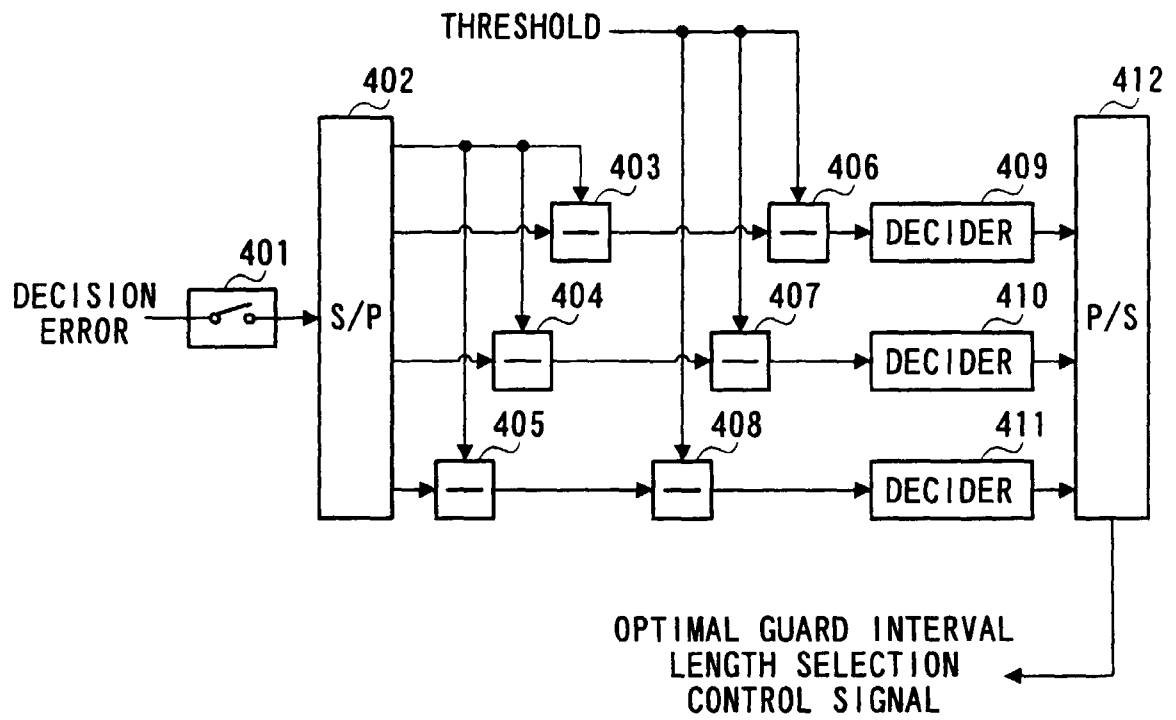 THRESHOLD
402
412
403
406
409
DECIDER
401
DECISION
ERROR
S/P
404
407
410
DECIDER
P/S
405
408
411
DECIDER
OPTIMAL GUARD INTERVAL
LENGTH SELECTION
CONTROL SIGNAL